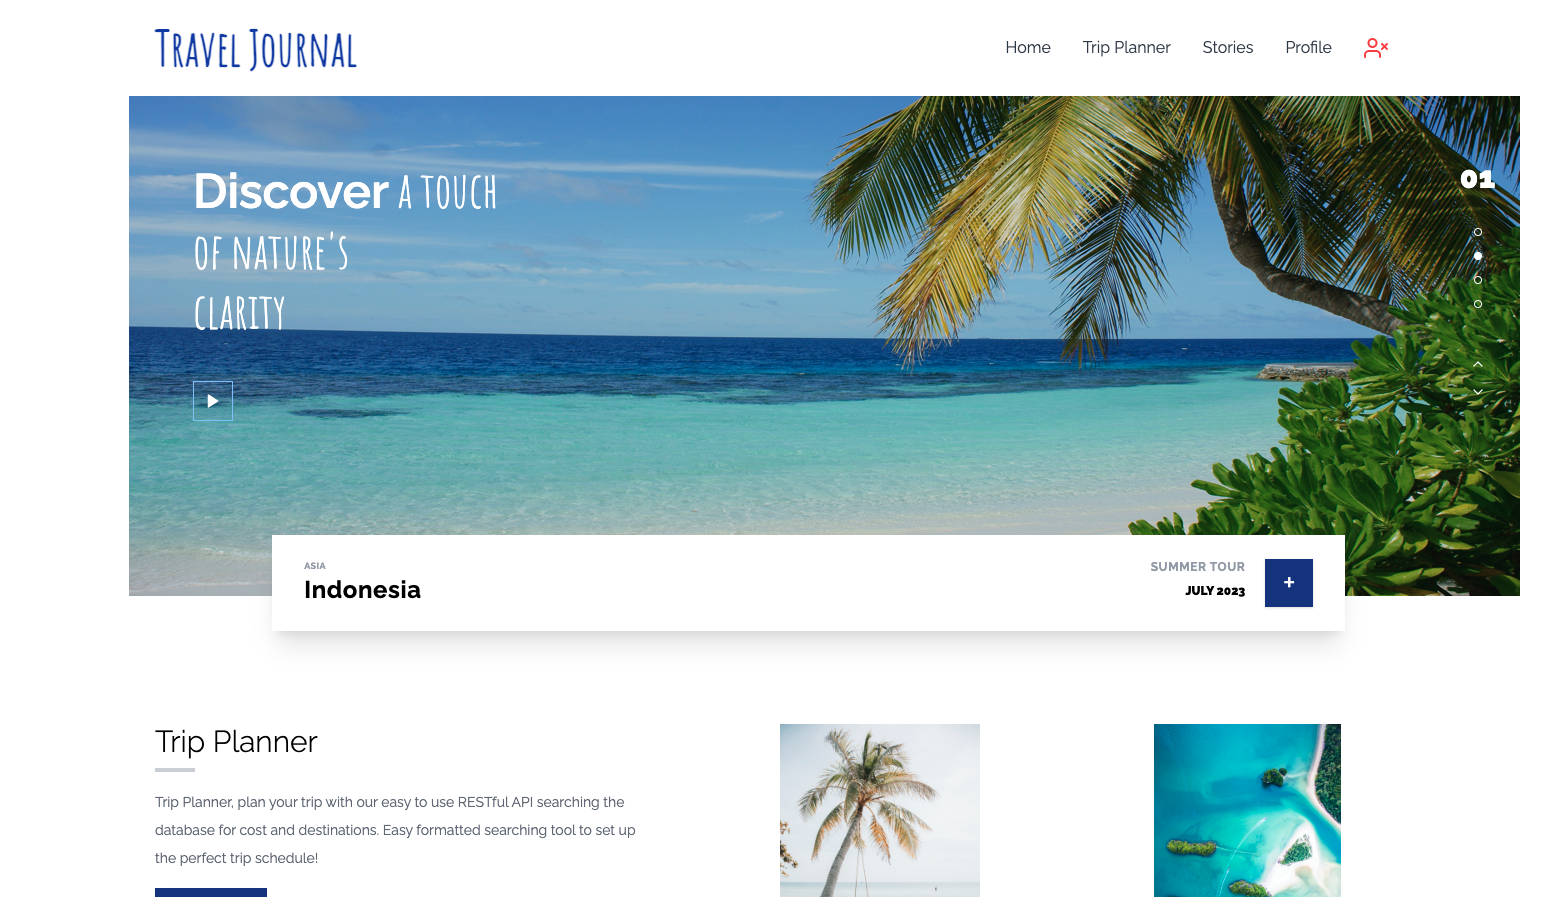 Travel Journal
Home Trip Planner Stories Profile
Discover A TOUCH
OF NATURE'S
CLARITY
01
ASIA
Indonesia
SUMMER TOUR
JULY 2023
+
Trip Planner
Trip Planner, plan your trip with our easy to use RESTful API searching the
database for cost and destinations. Easy formatted searching tool to set up
the perfect trip schedule!